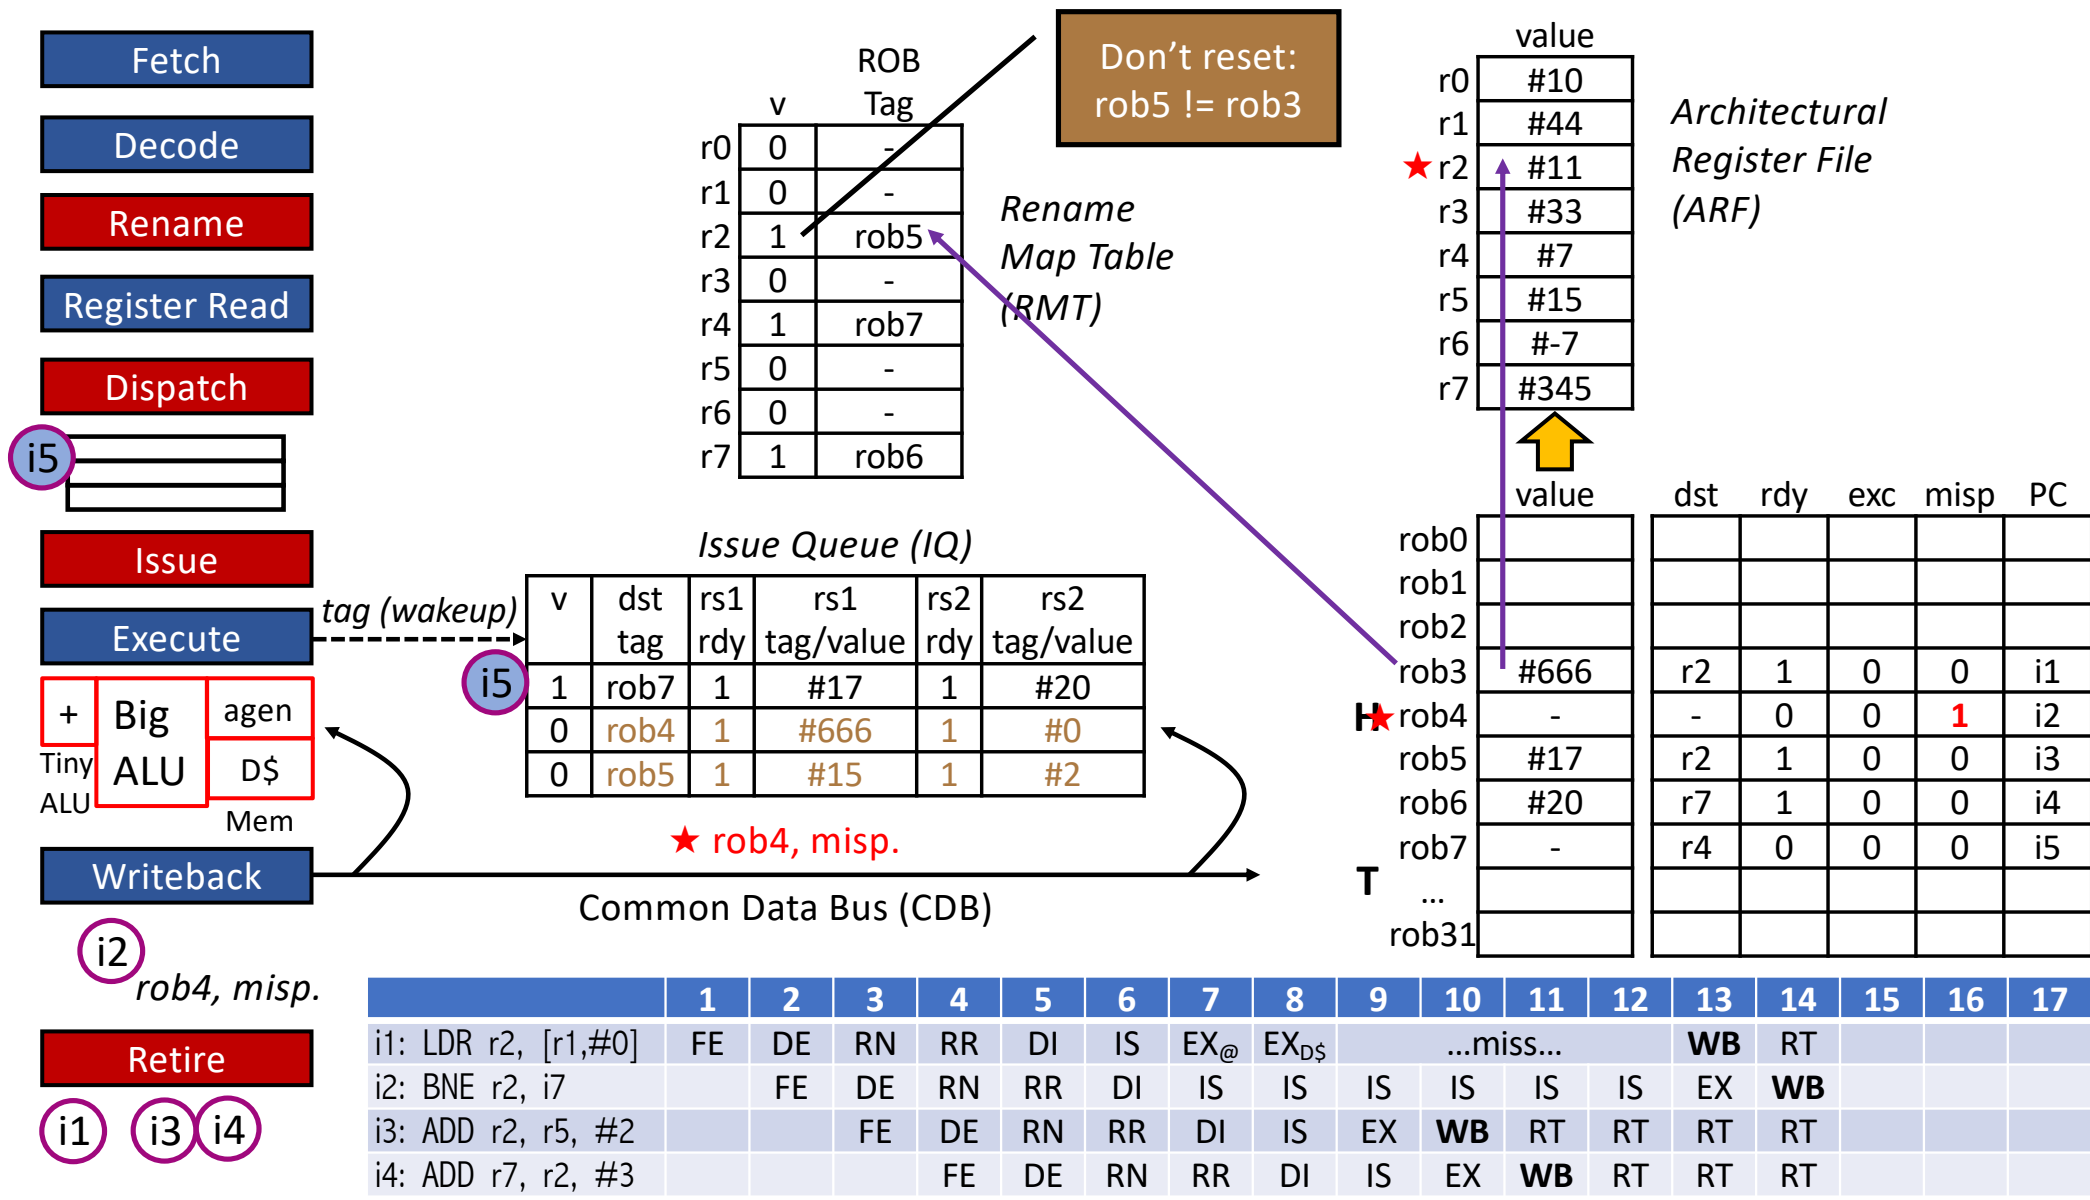 Fetch
Decode
Rename
Register Read
Dispatch
i5
Issue
Execute
tag (wakeup)
+ Big agen
Tiny ALU D$
ALU
Mem
Writeback
i2
rob4, misp.
Retire
i1 i3 i4
ROB
v Tag
r0 0 -
r1 0 -
r2 1 rob5
r3 0 -
r4 1 rob7
r5 0 -
r6 0 -
r7 1 rob6
Rename
Map Table
(RMT)
Don't reset:
rob5 != rob3
value
r0 #10
r1 #44
★ r2 #11
r3 #33
r4 #7
r5 #15
r6 #-7
r7 #345
Architectural
Register File
(ARF)
Issue Queue (IQ)
v dst rs1 rs1 rs2 rs2
tag rdy tag/value rdy tag/value
i5 1 rob7 1 #17 1 #20
0 rob4 1 #666 1 #0
0 rob5 1 #15 1 #2
★ rob4, misp.
Common Data Bus (CDB)
value dst rdy exc misp PC
rob0
rob1
rob2
rob3 #666 r2 1 0 0 i1
H★ rob4 - - 0 0 1 i2
rob5 #17 r2 1 0 0 i3
rob6 #20 r7 1 0 0 i4
rob7 - r4 0 0 0 i5
T ...
rob31
1 2 3 4 5 6 7 8 9 10 11 12 13 14 15 16 17
i1: LDR r2, [r1,#0] FE DE RN RR DI IS EX@ EXD$ ...miss... WB RT
i2: BNE r2, i7 FE DE RN RR DI IS IS IS IS IS IS EX WB
i3: ADD r2, r5, #2 FE DE RN RR DI IS EX WB RT RT RT RT
i4: ADD r7, r2, #3 FE DE RN RR DI IS EX WB RT RT RT